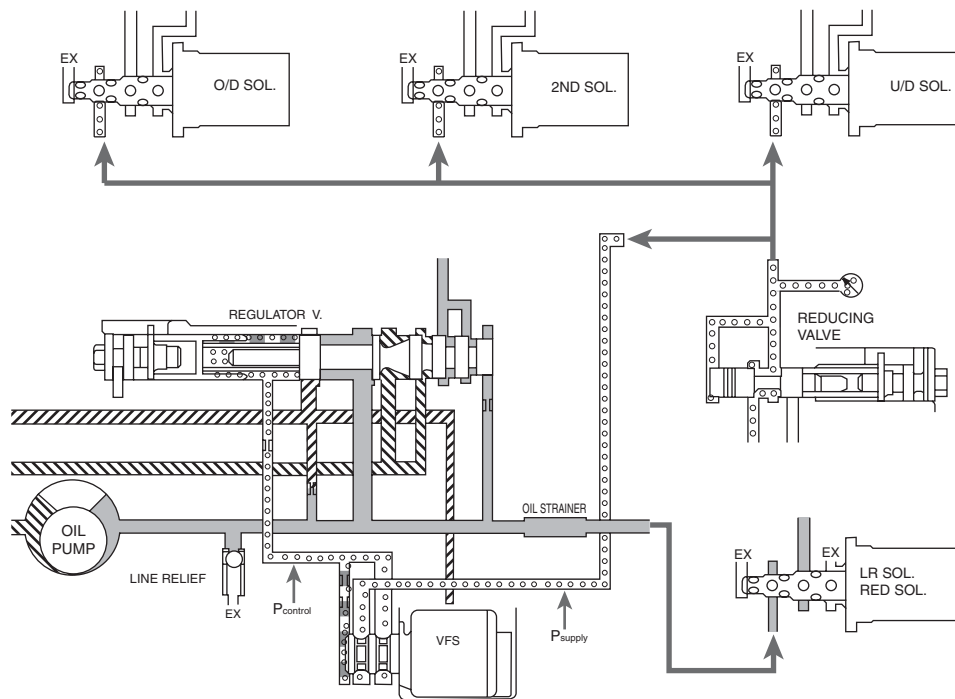 EX
O/D SOL.
EX
2ND SOL.
EX
U/D SOL.
REGULATOR V.
REDUCING
VALVE
OIL STRAINER
OIL
PUMP
LINE RELIEF
EX
Pcontrol
VFS
Psupply
EX
EX
LR SOL.
RED SOL.